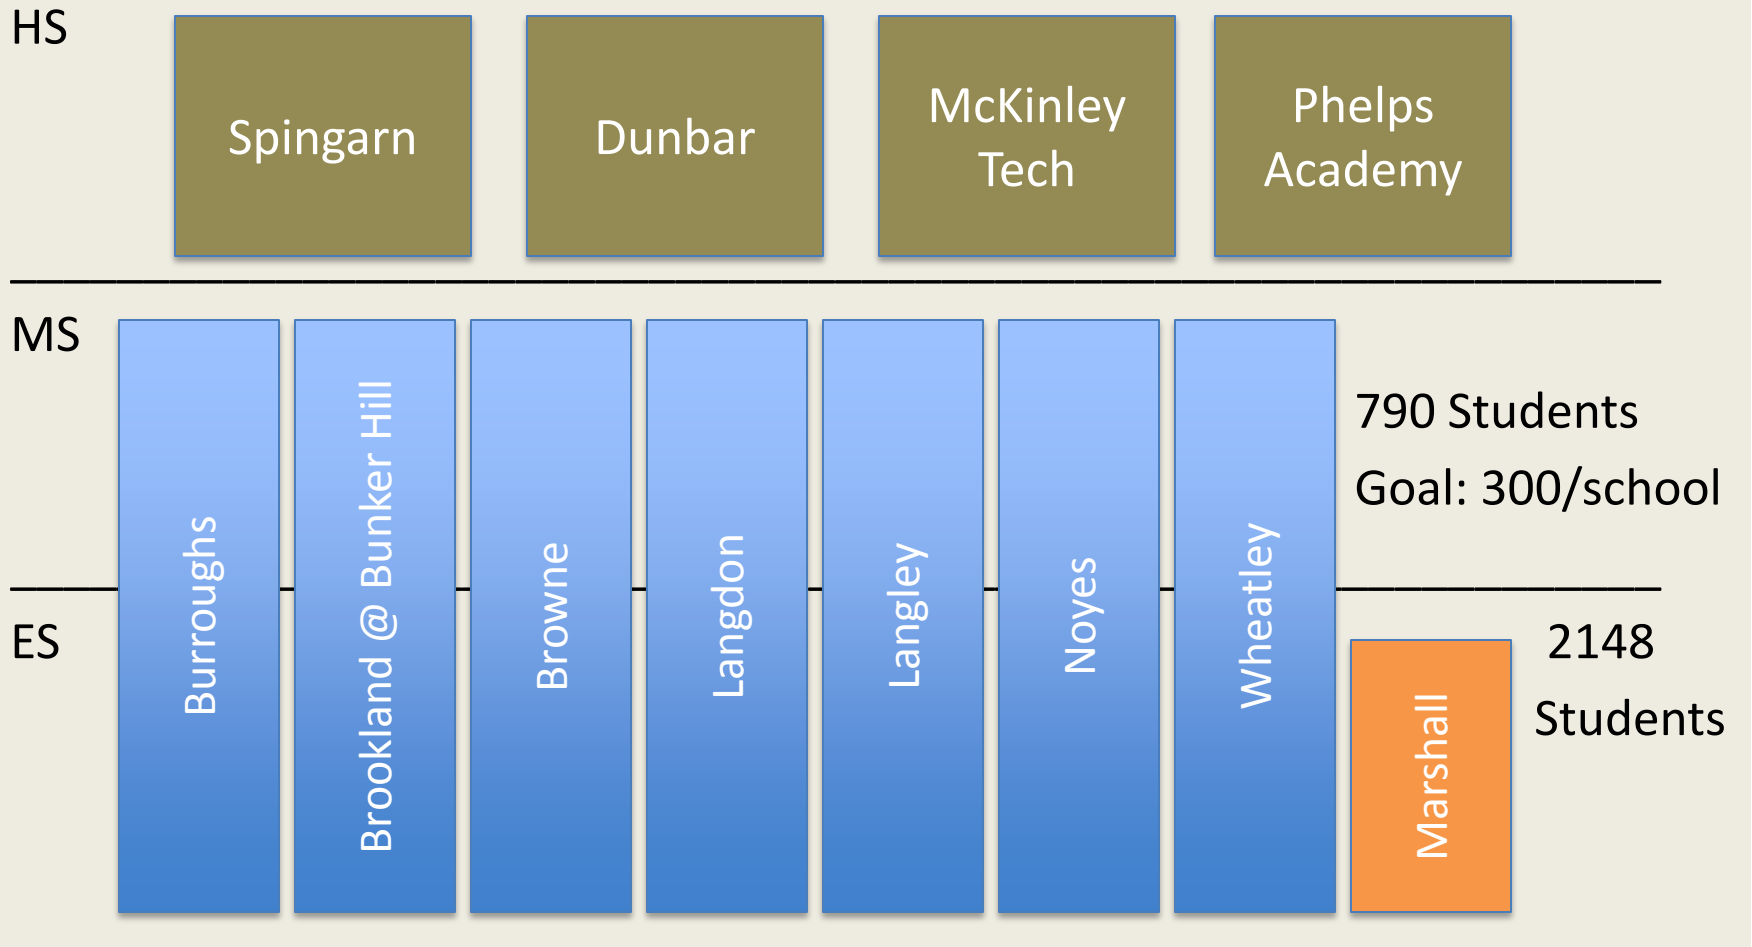 HS
Spingarn
Dunbar
McKinley
Tech
Phelps
Academy
MS
790 Students
Goal: 300/school
Burroughs
Brookland @ Bunker Hill
Browne
Langdon
Langley
Noyes
Wheatley
ES
2148
Students
Marshall